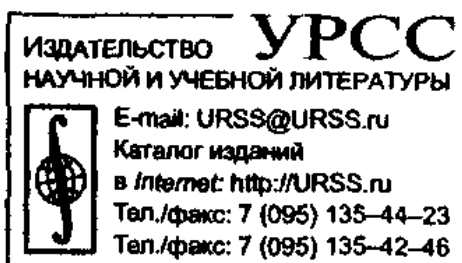 ИЗДАТЕЛЬСТВО УРСС
НАУЧНОЙ И УЧЕБНОЙ ЛИТЕРАТУРЫ
E-mail: URSS@URSS.ru
Каталог изданий
в Internet: http://URSS.ru
Тел./факс: 7 (095) 135–44–23
Тел./факс: 7 (095) 135–42–46